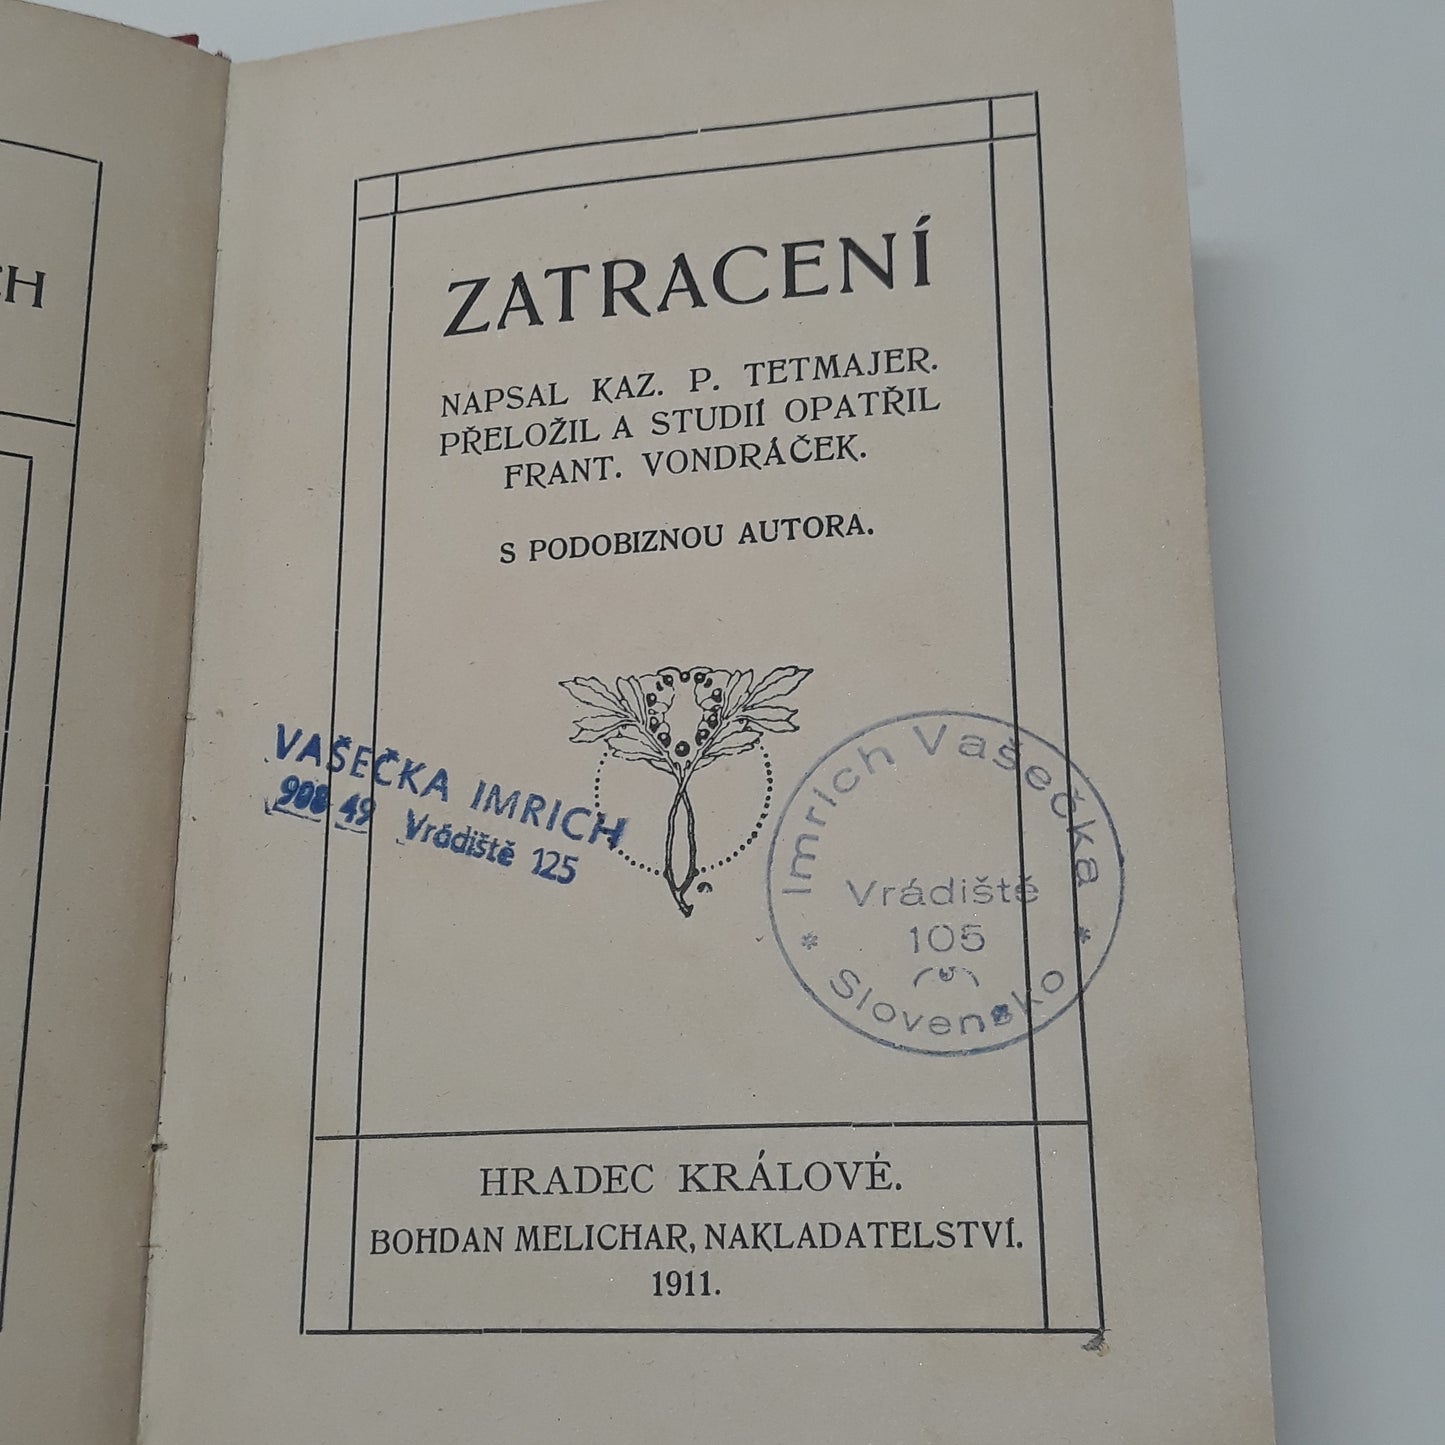 CH
ZATRACENÍ
NAPSAL KAZ. P. TETMAJER.
PŘELOŽIL A STUDIÍ OPATŘIL
FRANT. VONDRÁČEK.
S PODOBIZNOU AUTORA.
VAŠEČKA IMRICH
908 49 Vrádiště 125
Imrich Vašečka
Vrádiště
105
* Slovensko *
HRADEC KRÁLOVÉ.
BOHDAN MELICHAR, NAKLADATELSTVÍ.
1911.